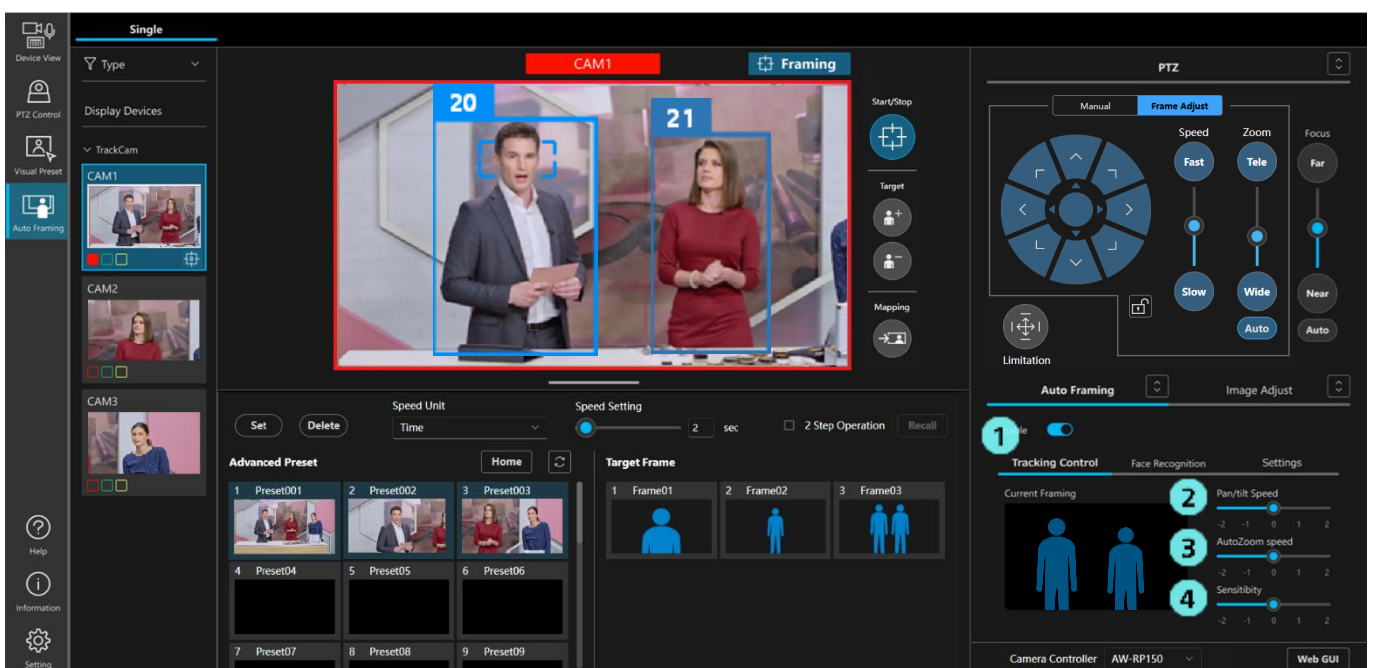 Device View
PTZ Control
Visual Preset
Auto Framing
Help
Information
Setting
Single
Type
Display Devices
TrackCam
CAM1
CAM2
CAM3
CAM1
Framing
20
21
Start/Stop
Target
Mapping
Set
Delete
Speed Unit
Time
Speed Setting
2 sec
2 Step Operation
Recall
Advanced Preset
Home
1 Preset001
2 Preset002
3 Preset003
4 Preset04
5 Preset05
6 Preset06
7 Preset07
8 Preset08
9 Preset09
Target Frame
1 Frame01
2 Frame02
3 Frame03
PTZ
Manual
Frame Adjust
Speed
Zoom
Focus
Fast
Tele
Far
Slow
Wide
Near
Auto
Auto
Limitation
Auto Framing
Image Adjust
1
Tracking Control
Face Recognition
Settings
Current Framing
2
Pan/tilt Speed
-2 -1 0 1 2
3
AutoZoom speed
-2 -1 0 1 2
4
Sensitibity
-2 -1 0 1 2
Camera Controller
AW-RP150
Web GUI